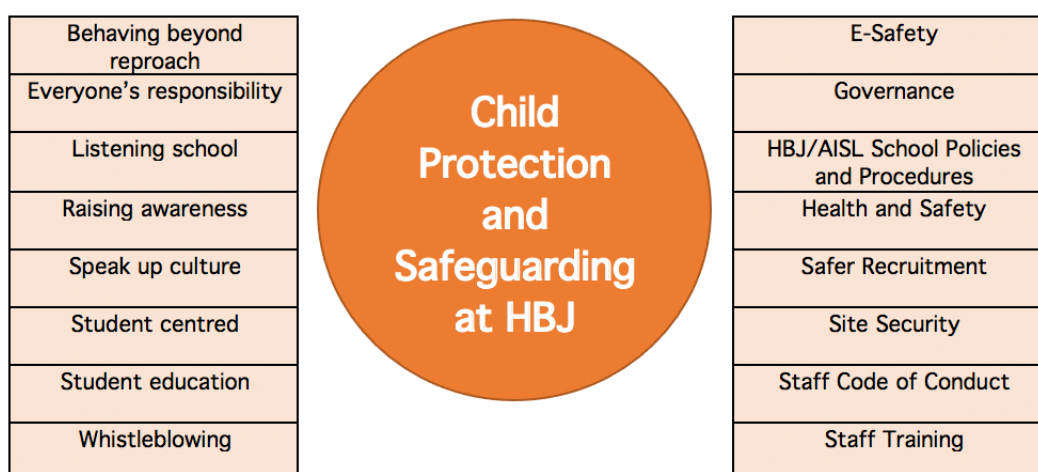 Behaving beyond
reproach
Everyone's responsibility
Listening school
Raising awareness
Speak up culture
Student centred
Student education
Whistleblowing
Child
Protection
and
Safeguarding
at HBJ
E-Safety
Governance
HBJ/AISL School Policies
and Procedures
Health and Safety
Safer Recruitment
Site Security
Staff Code of Conduct
Staff Training